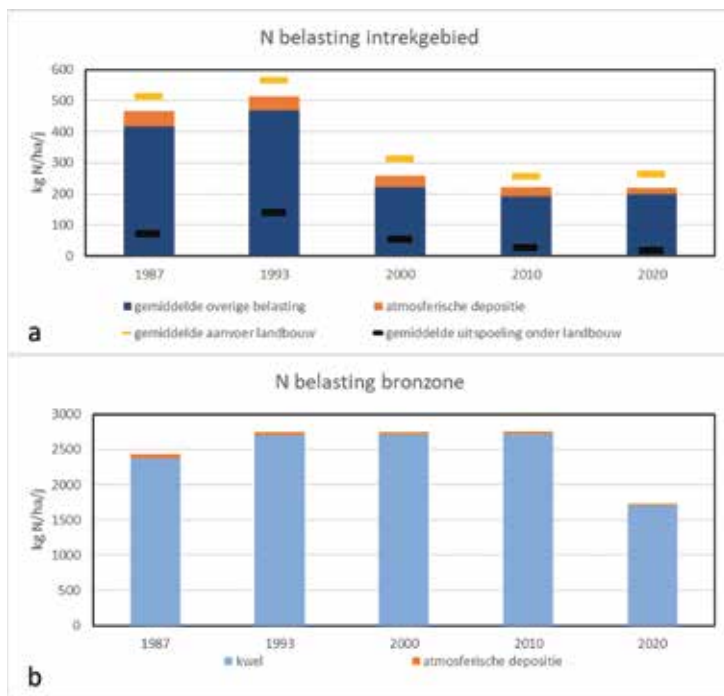 N belasting intrekgebied
600
500
400
300
200
100
0
kg N/ha/j
1987 1993 2000 2010 2020
gemiddelde overige belasting atmosferische depositie
gemiddelde aanvoer landbouw gemiddelde uitspoeling onder landbouw
a
N belasting bronzone
3000
2500
2000
1500
1000
500
0
kg N/ha/j
1987 1993 2000 2010 2020
kwel atmosferische depositie
b